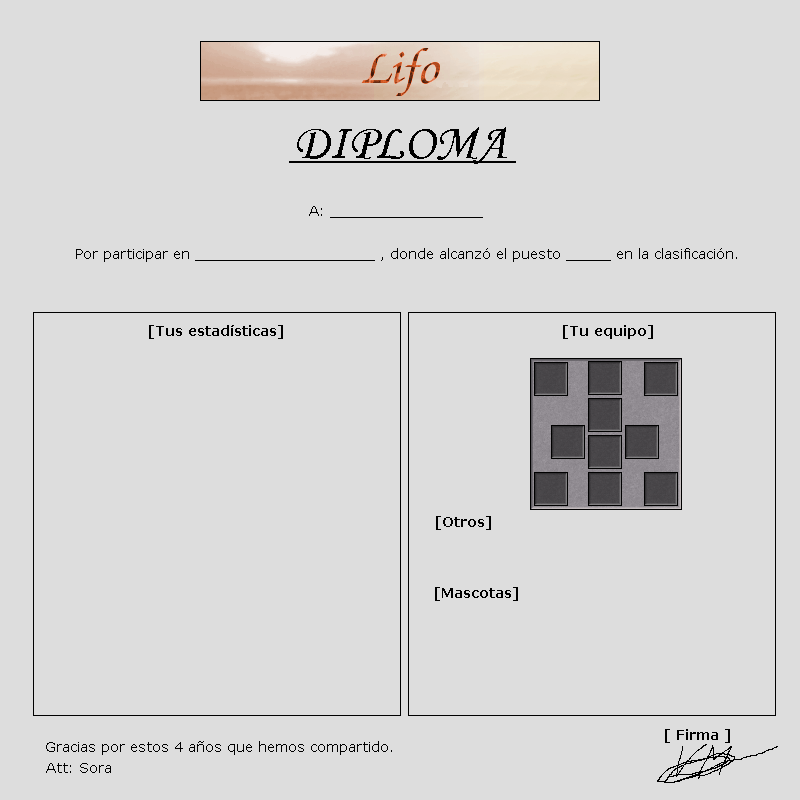 Lifo
DIPLOMA
A: _________________
Por participar en ____________________ , donde alcanzó el puesto _____ en la clasificación.
[Tus estadísticas]
[Tu equipo]
[Otros]
[Mascotas]
[ Firma ]
Gracias por estos 4 años que hemos compartido.
Att: Sora